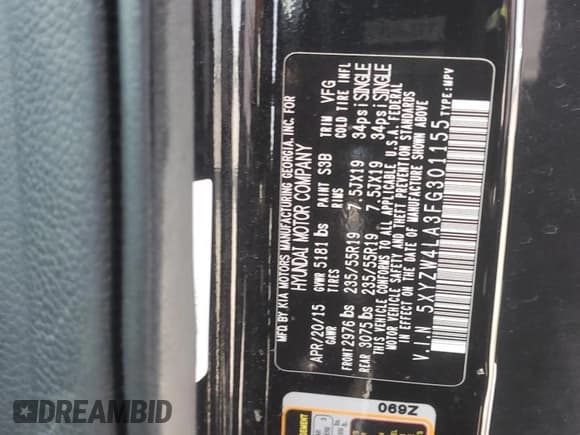 MFD. BY KIA MOTORS MANUFACTURING GEORGIA, INC. FOR
HYUNDAI MOTOR COMPANY
APR/20/15 GVWR 5181 lbs PAINT S3B TRIM VFG
GAWR TIRES RIMS COLD TIRE INFL
FRONT 2976 lbs 235/55R19 7.5JX19 34psi SINGLE
REAR 3075 lbs 235/55R19 7.5JX19 34psi SINGLE
THIS VEHICLE CONFORMS TO ALL APPLICABLE U.S.A. FEDERAL
MOTOR VEHICLE SAFETY AND THEFT PREVENTION STANDARDS
IN EFFECT ON THE DATE OF MANUFACTURE SHOWN ABOVE
V.I.N 5XYZW4LA3FG301155 TYPE:MPV
Z690
DREAMBID